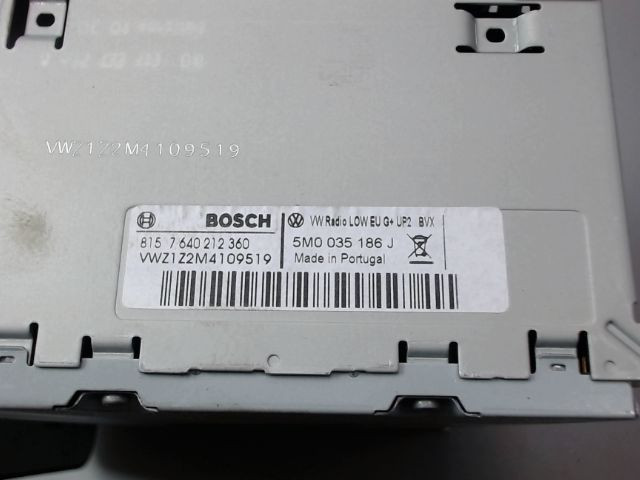 VWZ1Z2M4109519
BOSCH
VW Radio LOW EU G+ UP2 BVX
815 7 640 212 360
5M0 035 186 J
VWZ1Z2M4109519
Made in Portugal